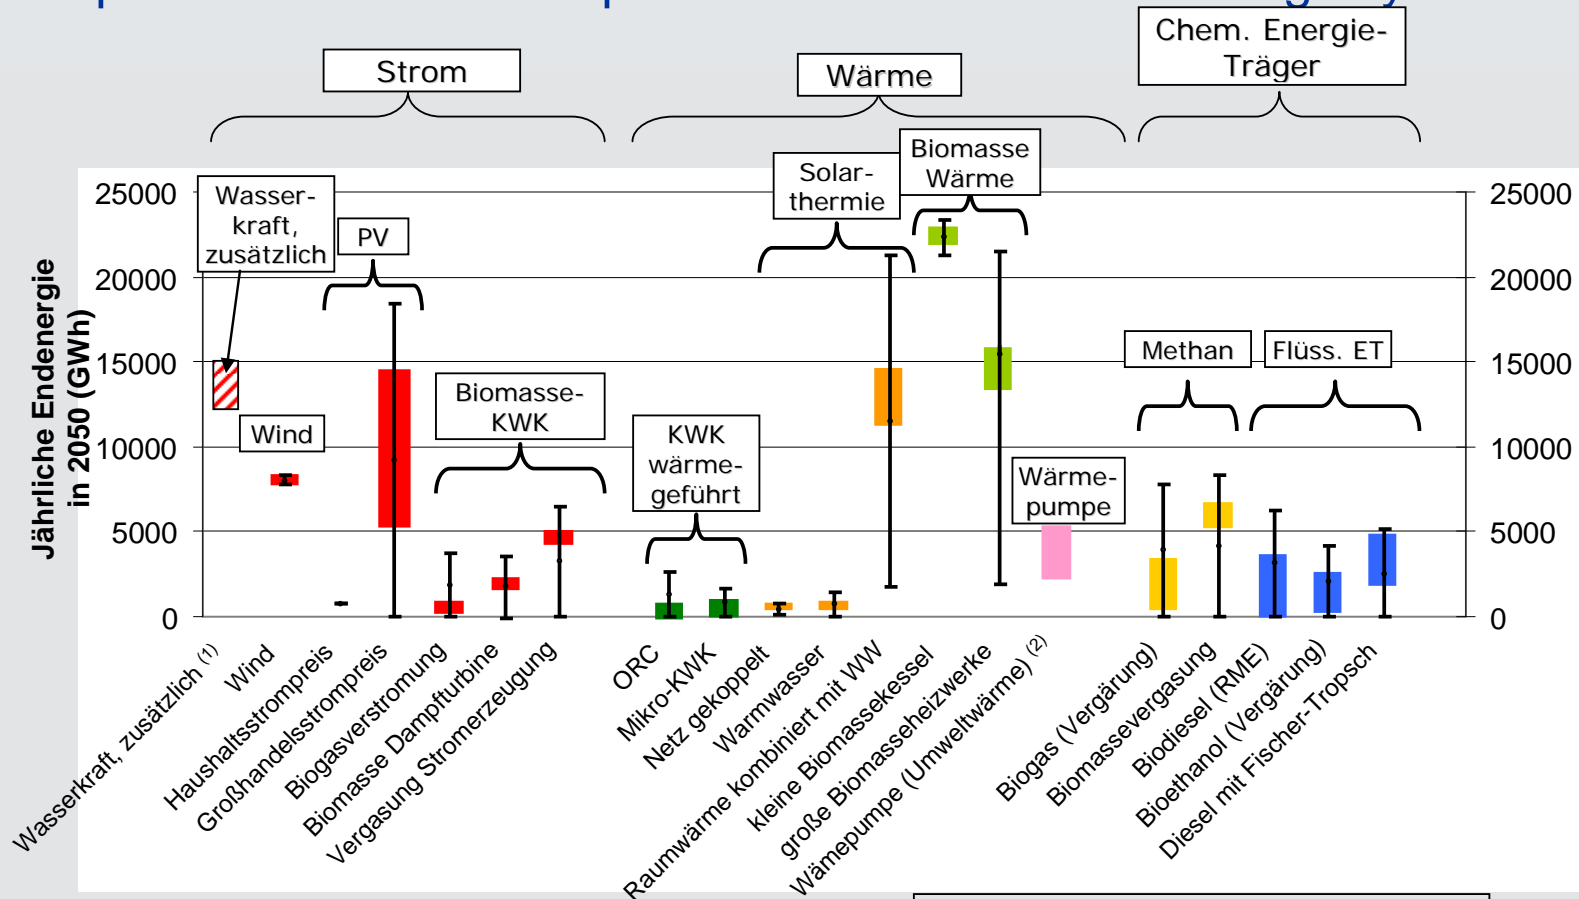 Strom
Wärme
Chem. Energie-
Träger
Wasser-
kraft,
zusätzlich
PV
Wind
Biomasse-
KWK
KWK
wärme-
geführt
Solar-
thermie
Biomasse
Wärme
Wärme-
pumpe
Methan
Flüss. ET
Jährliche Endenergie
in 2050 (GWh)
25000
20000
15000
10000
5000
0
25000
20000
15000
10000
5000
0
Wasserkraft, zusätzlich (1)
Wind
Haushaltsstrompreis
Großhandelsstrompreis
Biogasverstromung
Biomasse Dampfturbine
Vergasung Stromerzeugung
ORC
Mikro-KWK
Netz gekoppelt
Warmwasser
Raumwärme kombiniert mit WW
kleine Biomassekessel
große Biomasseheizwerke
Wämepumpe (Umweltwärme) (2)
Biogas (Vergärung)
Biomassevergasung
Biodiesel (RME)
Bioethanol (Vergärung)
Diesel mit Fischer-Tropsch